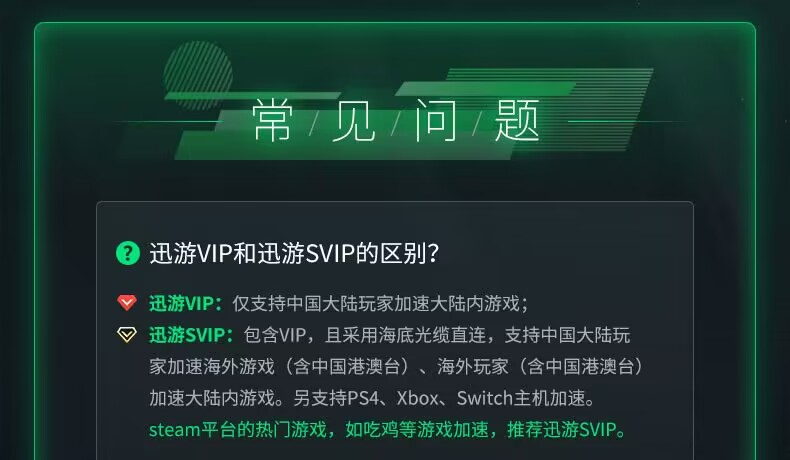 常/见/问/题
? 迅游VIP和迅游SVIP的区别?
迅游VIP：仅支持中国大陆玩家加速大陆内游戏；
迅游SVIP：包含VIP，且采用海底光缆直连，支持中国大陆玩
家加速海外游戏（含中国港澳台）、海外玩家（含中国港澳台）
加速大陆内游戏。另支持PS4、Xbox、Switch主机加速。
steam平台的热门游戏，如吃鸡等游戏加速，推荐迅游SVIP。